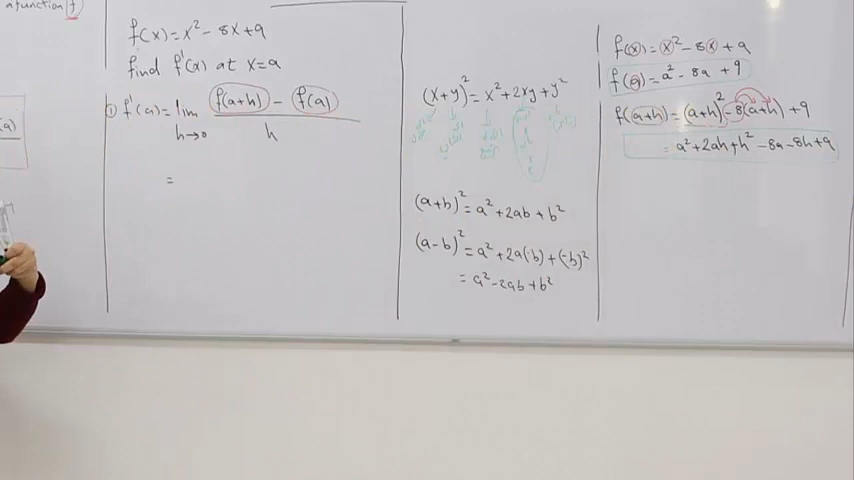 a function f
(a)
f(x) = x² - 8x + 9
find f'(x) at x = a
① f'(a) = lim h→0 f(a+h) - f(a) / h
=
(x+y)² = x² + 2xy + y²
(a+b)² = a² + 2ab + b²
(a-b)² = a² + 2a(-b) + (-b)²
= a² - 2ab + b²
f(x) = x² - 8x + 9
f(a) = a² - 8a + 9
f(a+h) = (a+h)² - 8(a+h) + 9
= a² + 2ah + h² - 8a - 8h + 9